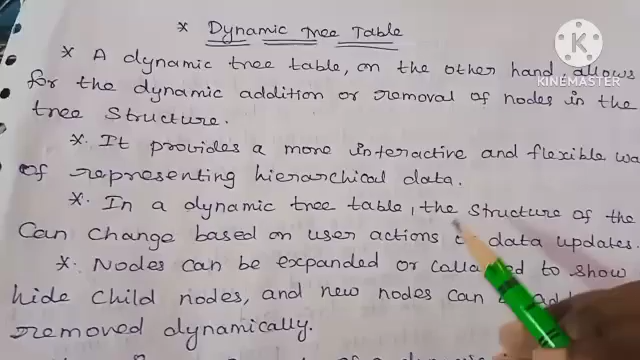 * Dynamic Tree Table
* A dynamic tree table, on the other hand, allows
for the dynamic addition or removal of nodes in the
tree structure.
*. It provides a more interactive and flexible wa
of representing hierarchical data.
*. In a dynamic tree table, the structure of the
Can change based on user actions data updates.
*. Nodes can be expanded or to show
hide child nodes, and new nodes can
removed dynamically.
K
KINEMASTER